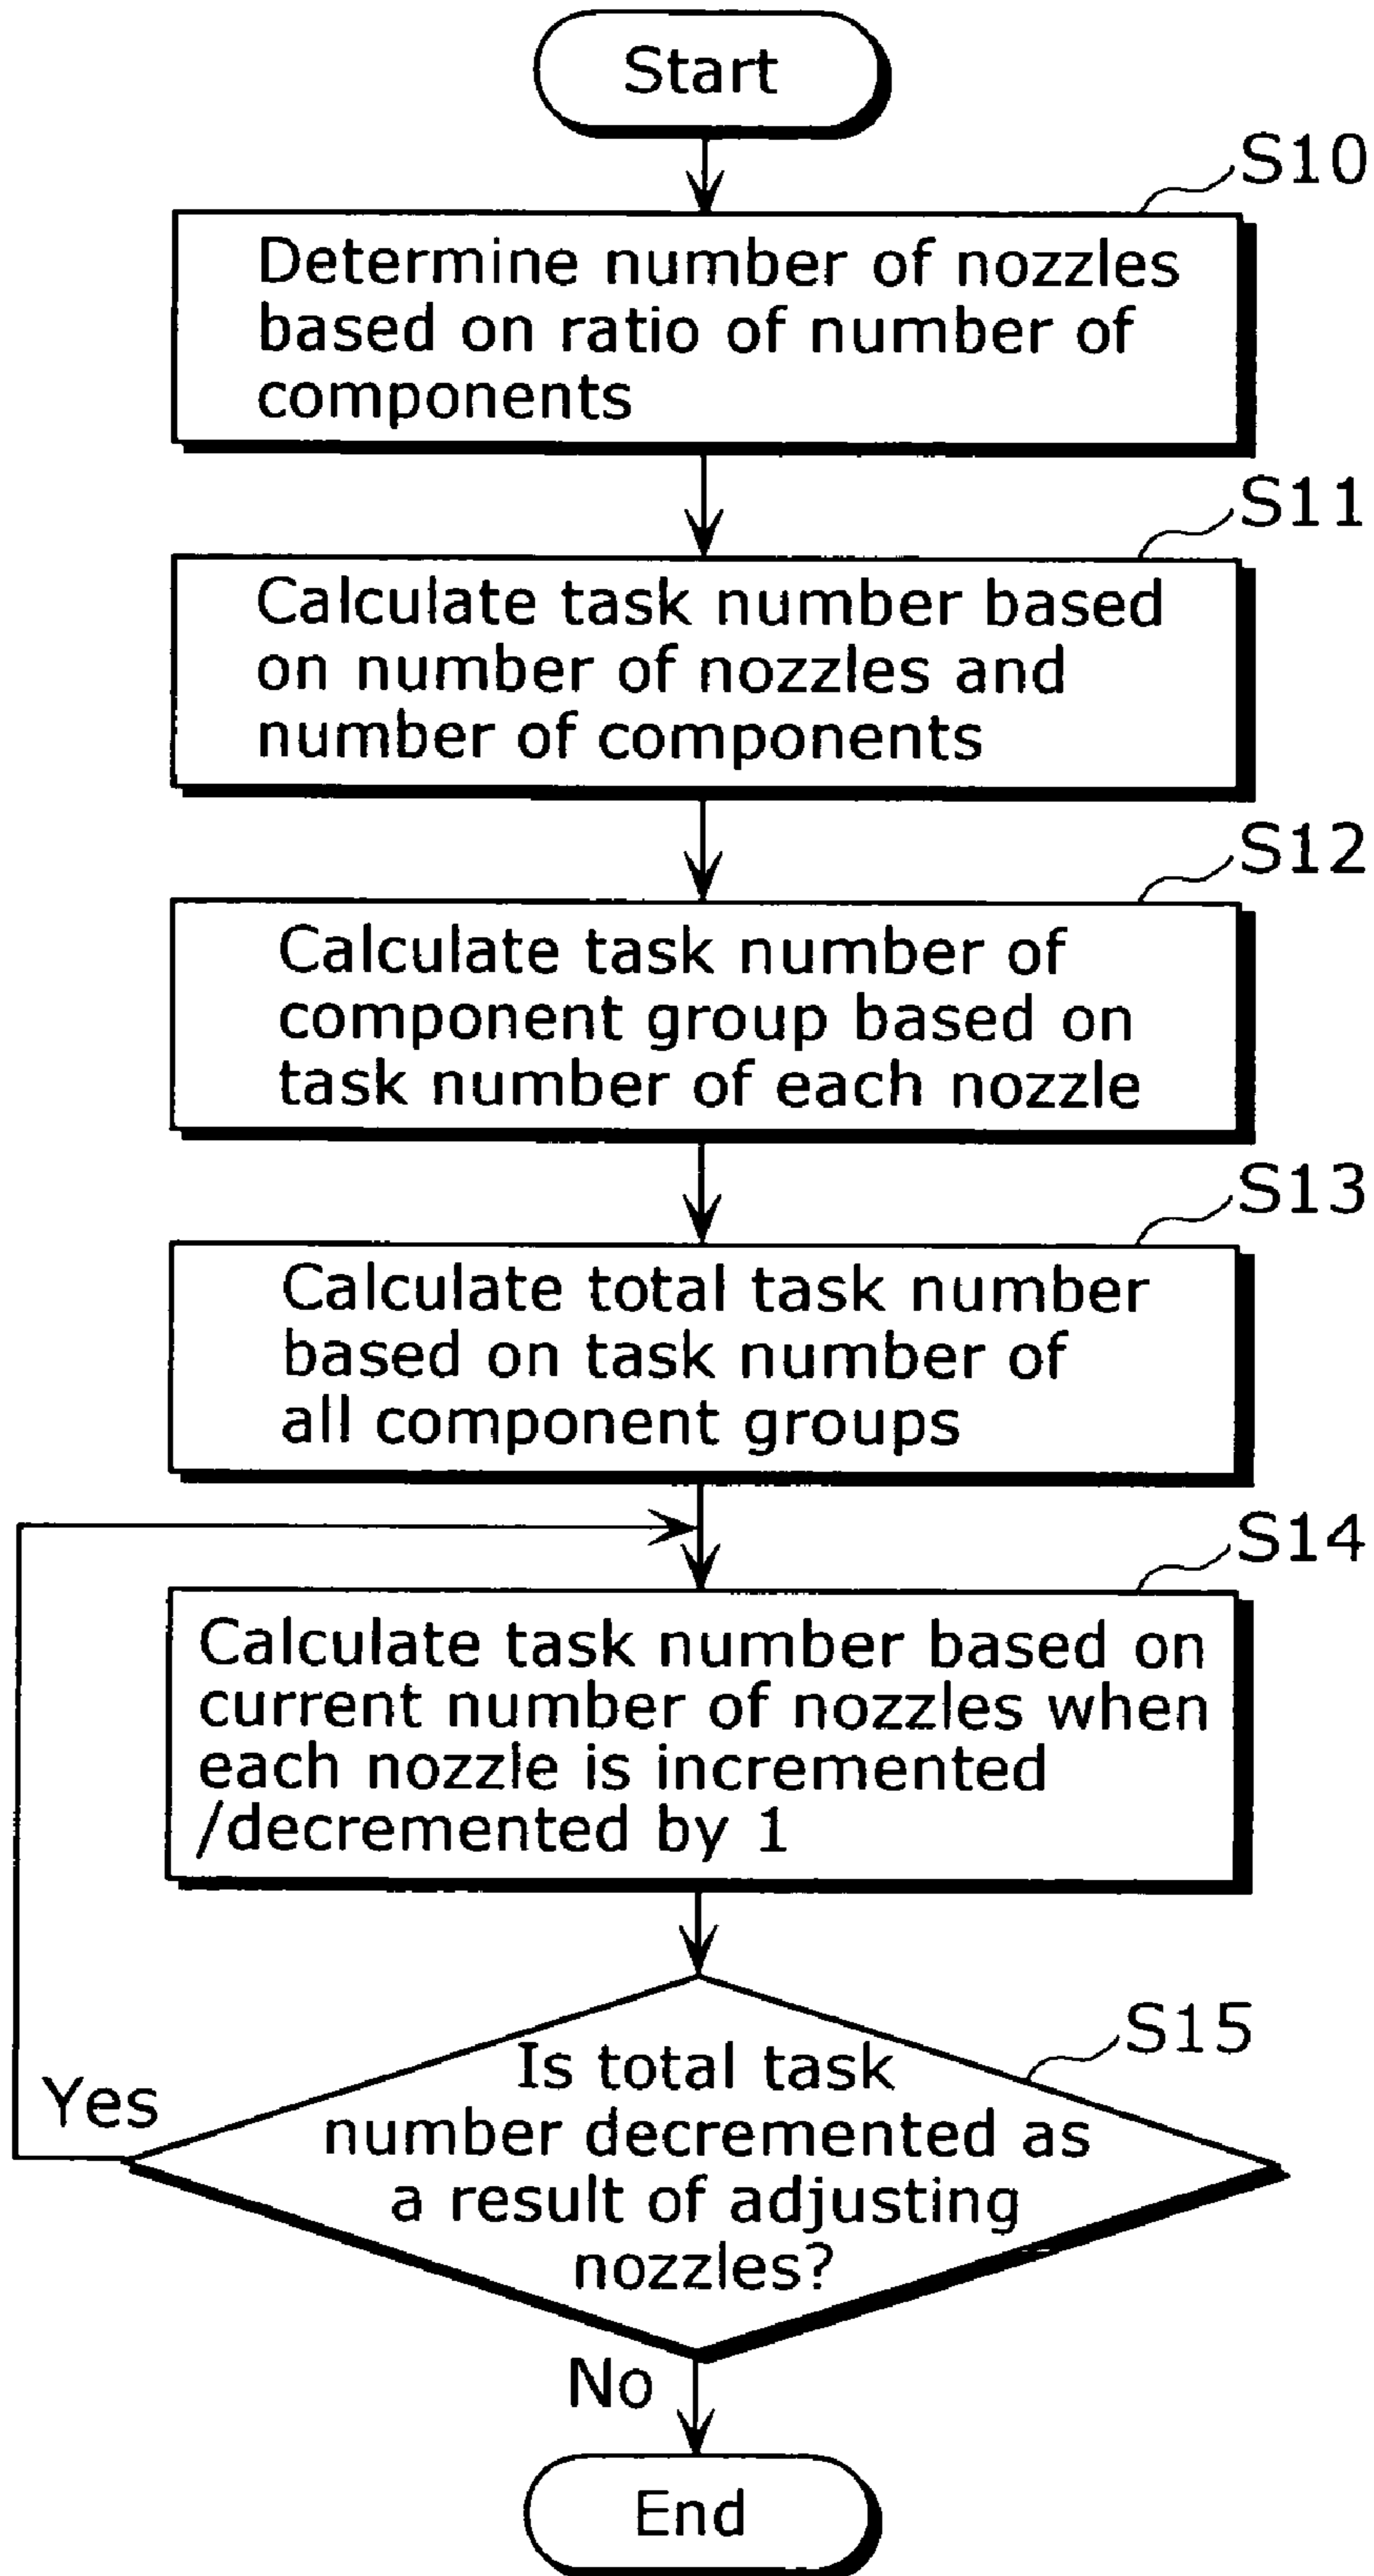 Start
S10
Determine number of nozzles
based on ratio of number of
components
S11
Calculate task number based
on number of nozzles and
number of components
S12
Calculate task number of
component group based on
task number of each nozzle
S13
Calculate total task number
based on task number of
all component groups
S14
Calculate task number based on
current number of nozzles when
each nozzle is incremented
/decremented by 1
S15
Is total task
number decremented as
a result of adjusting
nozzles?
Yes
No
End